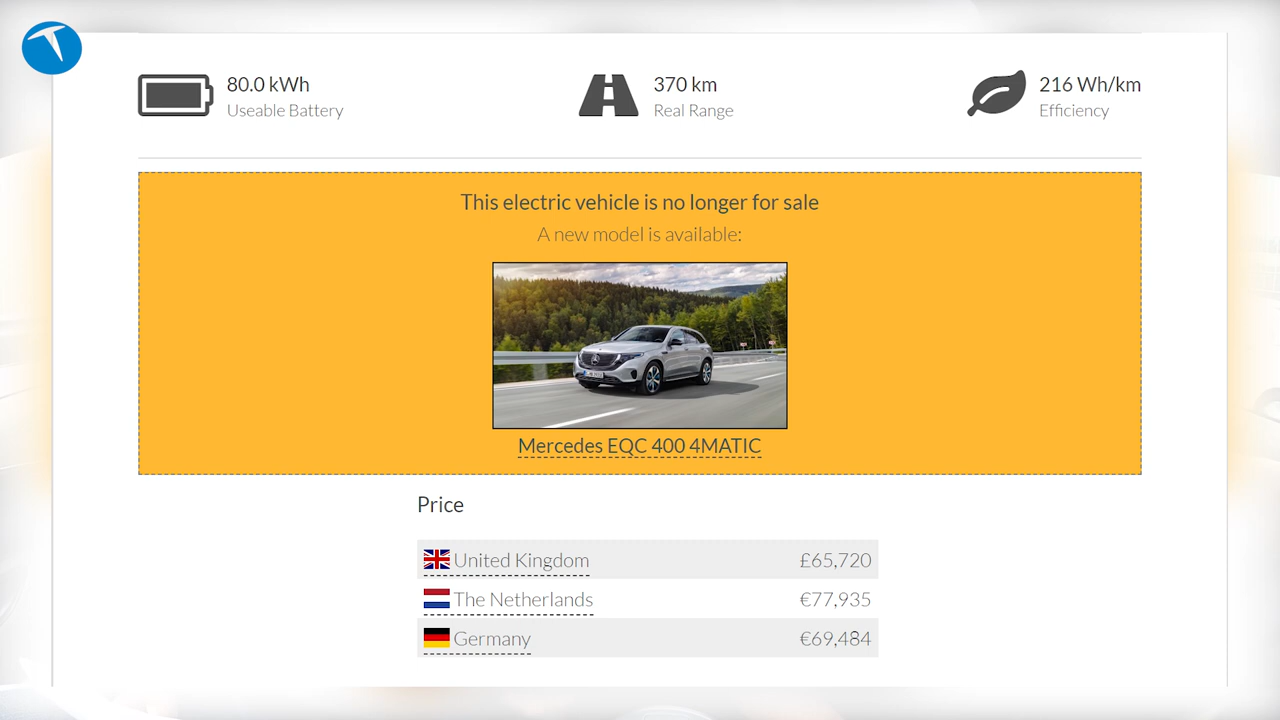 80.0 kWh
Useable Battery
370 km
Real Range
216 Wh/km
Efficiency
This electric vehicle is no longer for sale
A new model is available:
Mercedes EQC 400 4MATIC
Price
United Kingdom £65,720
The Netherlands €77,935
Germany €69,484